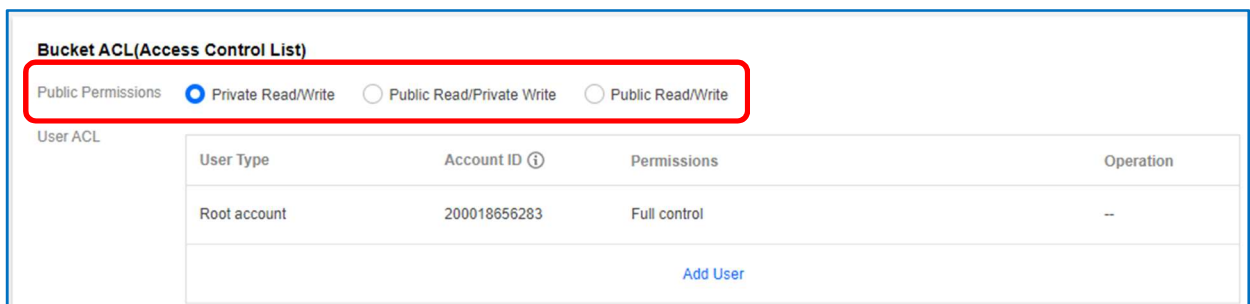 Bucket ACL(Access Control List)
Public Permissions Private Read/Write Public Read/Private Write Public Read/Write
User ACL
User Type Account ID Permissions Operation
Root account 200018656283 Full control --
Add User